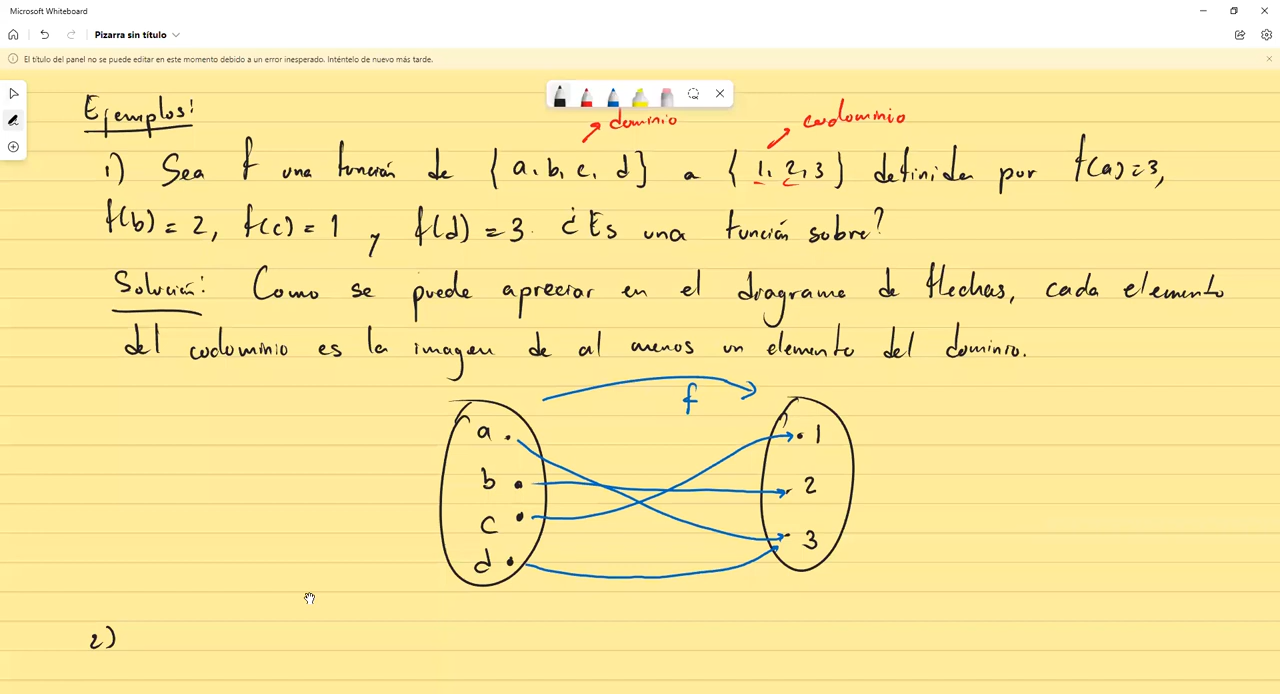 Microsoft Whiteboard
Pizarra sin título
El título del panel no se puede editar en este momento debido a un error inesperado. Inténtelo de nuevo más tarde.
Ejemplos:
dominio
codominio
1) Sea f una función de {a, b, c, d} a {1, 2, 3} definida por f(a) = 3,
f(b) = 2, f(c) = 1 y f(d) = 3. ¿Es una función sobre?
Solución: Como se puede apreciar en el diagrama de flechas, cada elemento
del codominio es la imagen de al menos un elemento del dominio.
f
a
1
b
2
c
3
d
2)